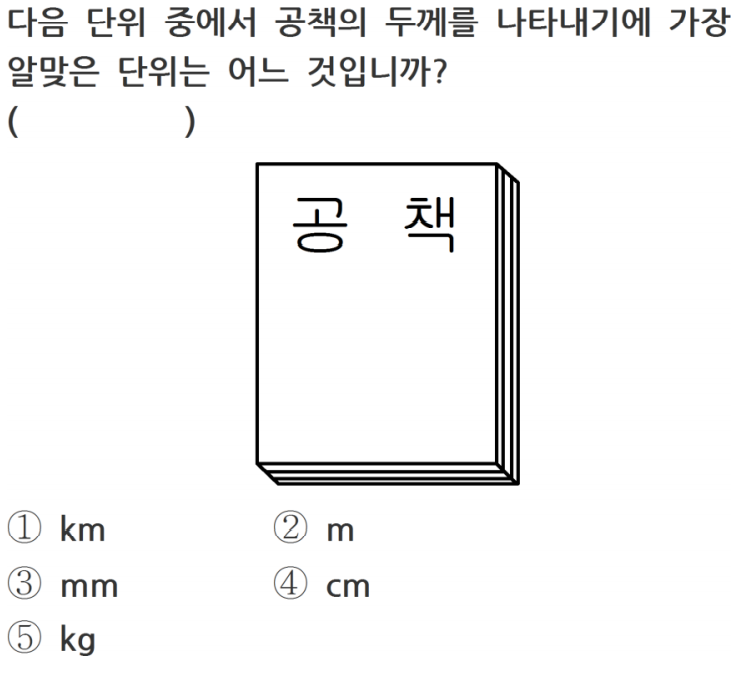 다음 단위 중에서 공책의 두께를 나타내기에 가장
알맞은 단위는 어느 것입니까?
(        )
공 책
① km ② m
③ mm ④ cm
⑤ kg